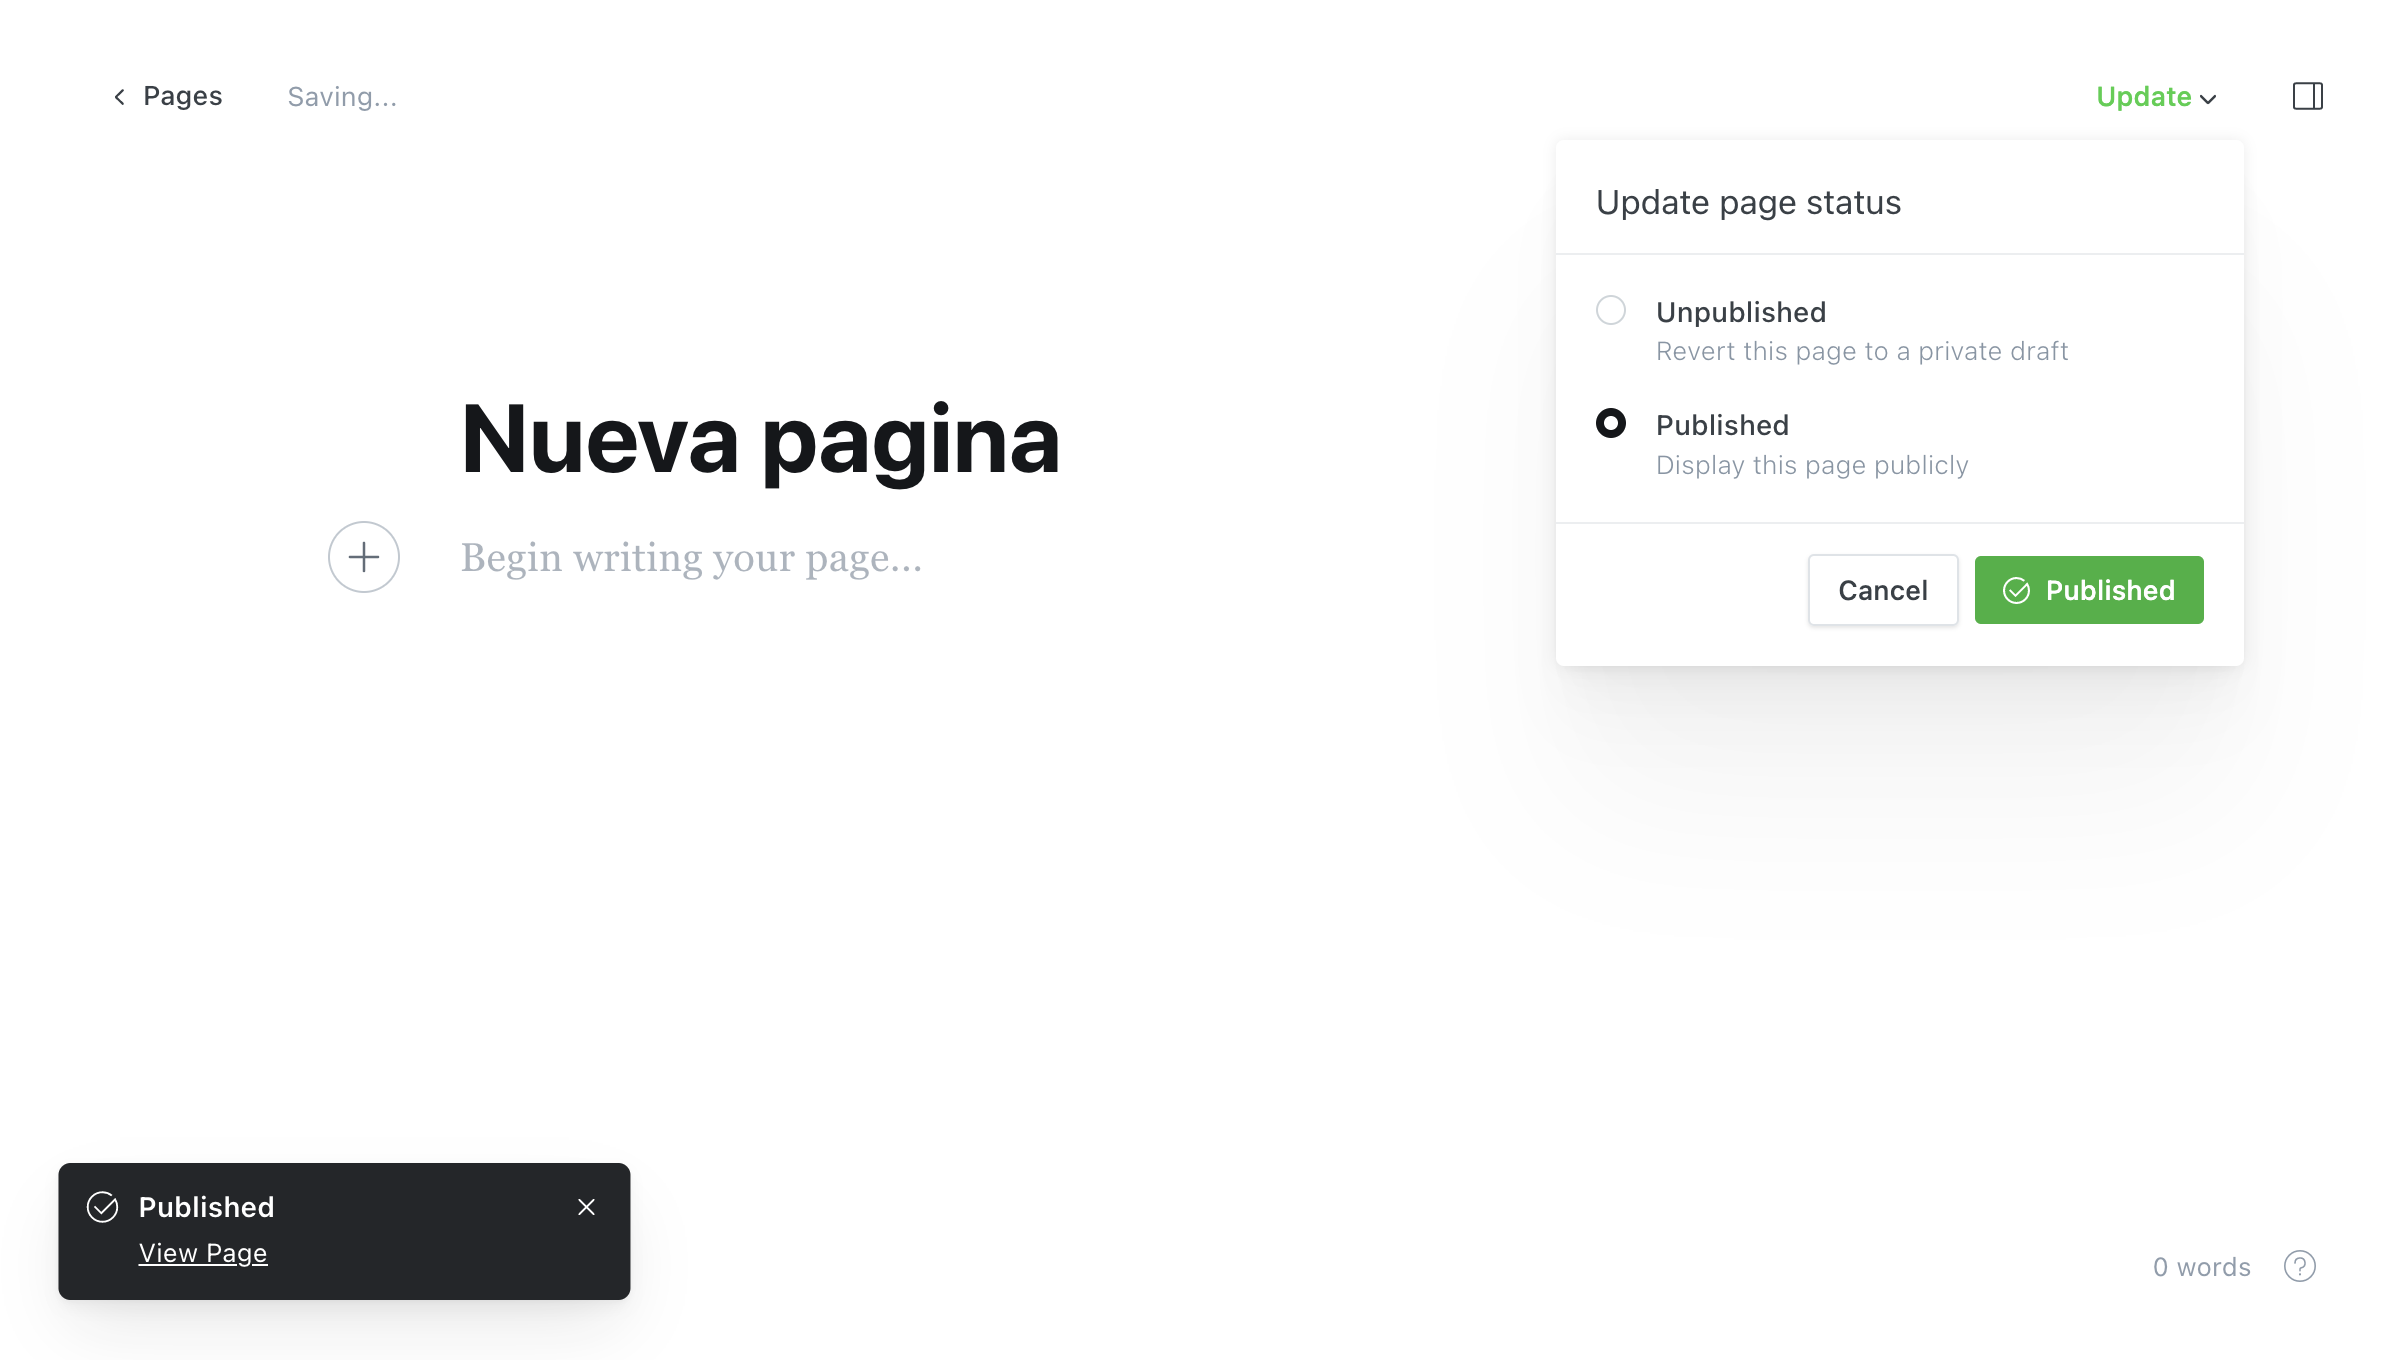 Pages
Saving...
Update
Update page status
Unpublished
Revert this page to a private draft
Published
Display this page publicly
Cancel
Published
Nueva pagina
Begin writing your page...
Published
View Page
0 words
?